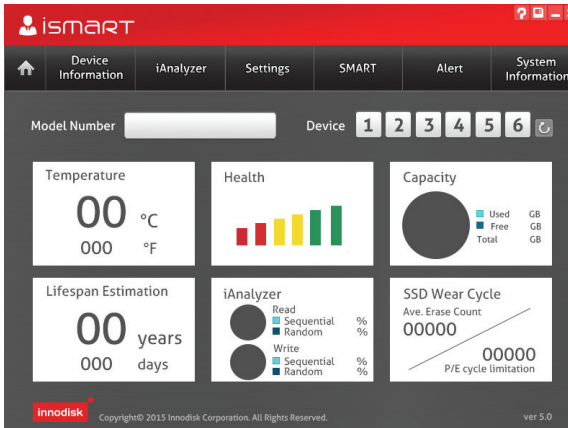 ?
ismart
Device Information
iAnalyzer
Settings
SMART
Alert
System Information
Model Number
Device 1 2 3 4 5 6
Temperature
00 °C
000 °F
Health
Capacity
Used GB
Free GB
Total GB
Lifespan Estimation
00 years
000 days
iAnalyzer
Read
Sequential %
Random %
Write
Sequential %
Random %
SSD Wear Cycle
Ave. Erase Count
00000
00000
P/E cycle limitation
innodisk
Copyright© 2015 Innodisk Corporation. All Rights Reserved.
ver 5.0